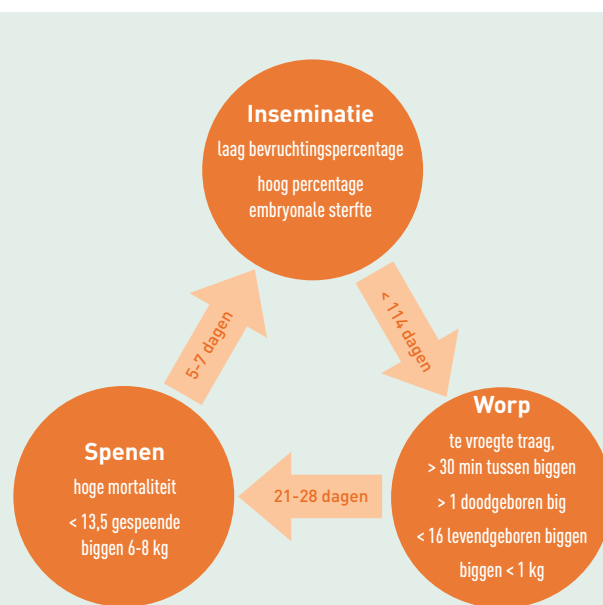 Inseminatie
laag bevruchtingspercentage
hoog percentage
embryonale sterfte
< 114 dagen
Worp
te vroegte traag,
> 30 min tussen biggen
> 1 doodgeboren big
< 16 levendgeboren biggen
biggen < 1 kg
21-28 dagen
Spenen
hoge mortaliteit
< 13,5 gespeende
biggen 6-8 kg
5-7 dagen